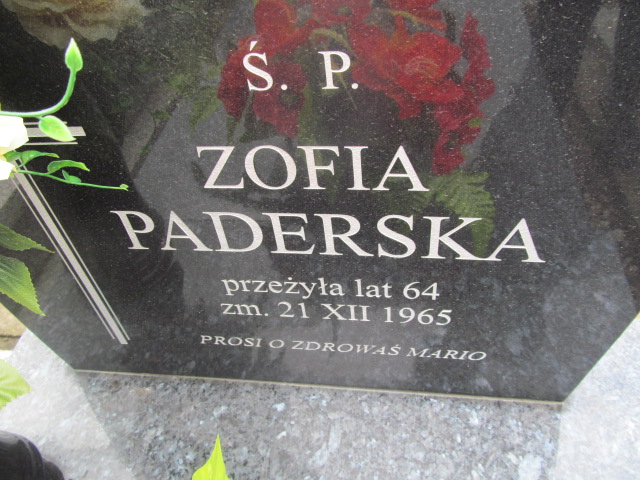 Ś. P.
ZOFIA
PADERSKA
przeżyła lat 64
zm. 21 XII 1965
PROSI O ZDROWAŚ MARIO